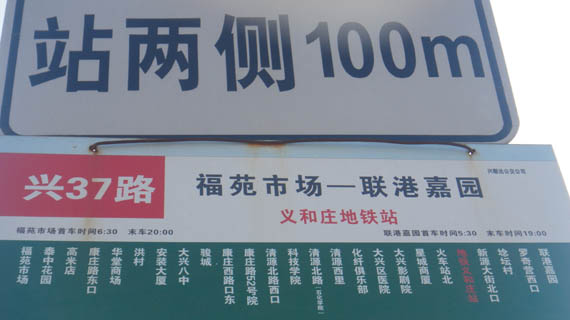 站两侧100m
兴37路
福苑市场—联港嘉园
义和庄地铁站
福苑市场首车时间6:30 末车20:00
联港嘉园首车时间5:30 末车时间19:00
福苑市场
泰中花园
高米店
康庄路东口
华堂商场
洪村
安装大厦
大兴八中
骏城
康庄西路口东
康庄路52号院
清源北路西口
科技学院
清源北路
清源西里
化纤俱乐部
大兴区医院
大兴影剧院
星城商厦
火车站北
地铁义和庄站
新源大街北口
埝坛村
罗奇营西口
联港嘉园